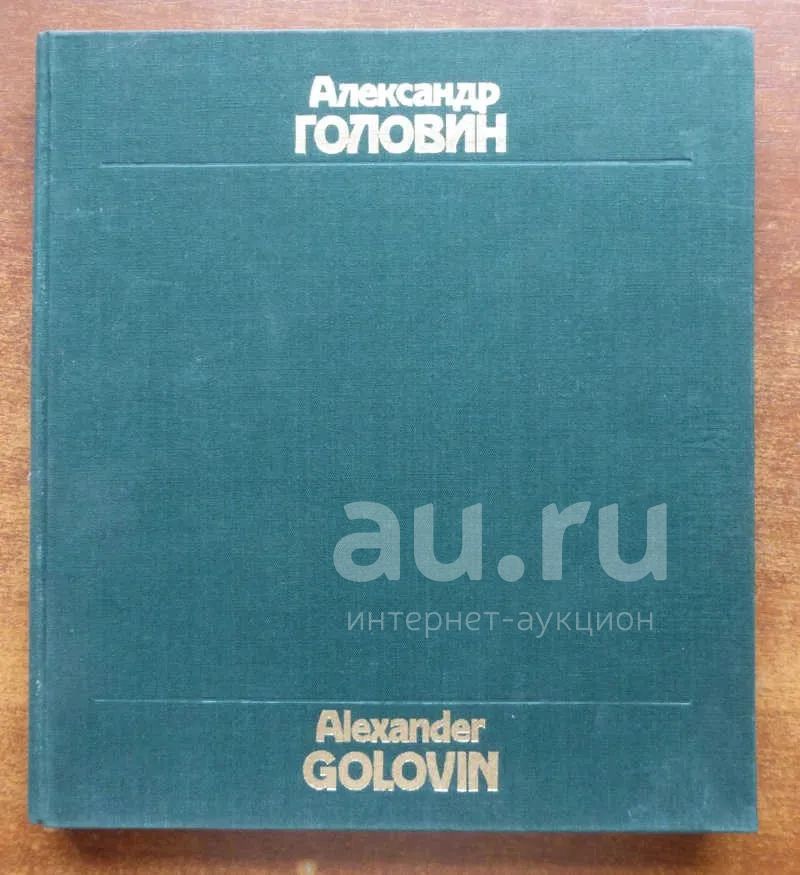 Александр
ГОЛОВИН
au.ru
интернет-аукцион
Alexander
GOLOVIN